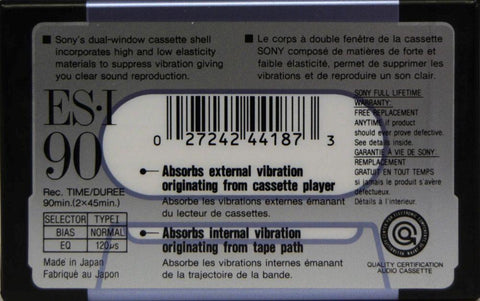 ● Sony's dual-window cassette shell
incorporates high and low elasticity
materials to suppress vibration giving
you clear sound reproduction.
● Le corps à double fenêtre de la cassette
SONY composé de matières de forte et
faible élasticité, permet de supprimer les
vibrations et de reproduire un son clair.
ES·I
90
Rec. TIME/DUREE
90min.(2×45min.)
SELECTOR TYPE I
BIAS NORMAL
EQ 120μs
Made in Japan
Fabriqué au Japon
0 27242 44187 3
Absorbs external vibration
originating from cassette player
Absorbe les vibrations externes émanant
du lecteur de cassettes.
Absorbs internal vibration
originating from tape path
Absorbe les vibrations internes émanant
de la trajectoire de la bande.
SONY FULL LIFETIME
WARRANTY:
FREE REPLACEMENT
ANYTIME if product
should ever prove defective.
See details inside.
GARANTIE A VIE DE SONY:
REMPLACEMENT
GRATUIT EN TOUT TEMPS
si jamais le produit s'avère
défectueux.
Détails à l'interieur.
QUALITY CERTIFICATION
AUDIO CASSETTE